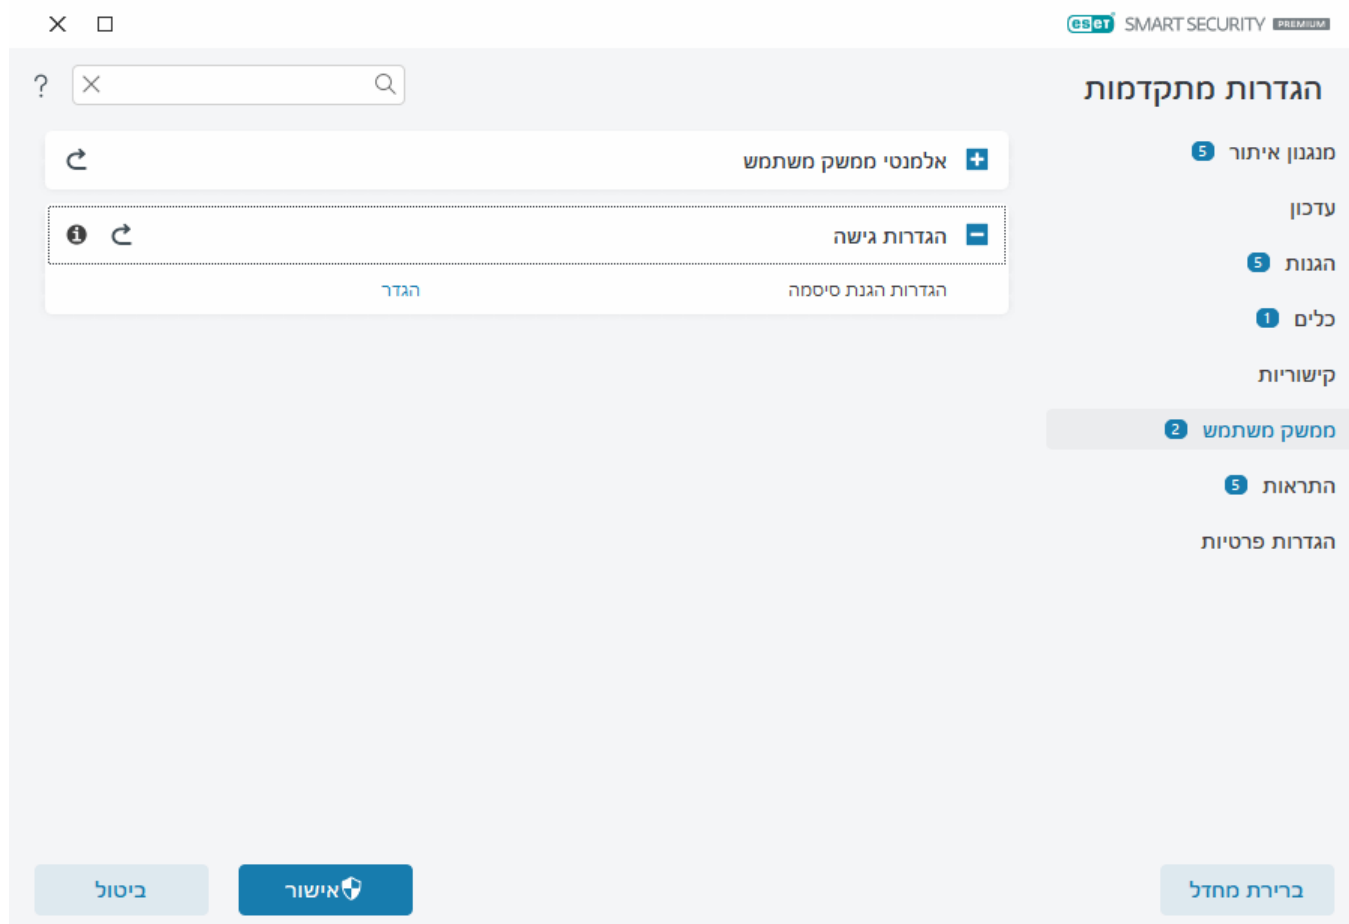 eset SMART SECURITY PREMIUM
הגדרות מתקדמות
מנגנון איתור 5
עדכון
הגנות 5
כלים 1
קישוריות
ממשק משתמש 2
התראות 5
הגדרות פרטיות
?
אלמנטי ממשק משתמש
הגדרות גישה
הגדרות הגנת סיסמה הגדר
ברירת מחדל
אישור
ביטול